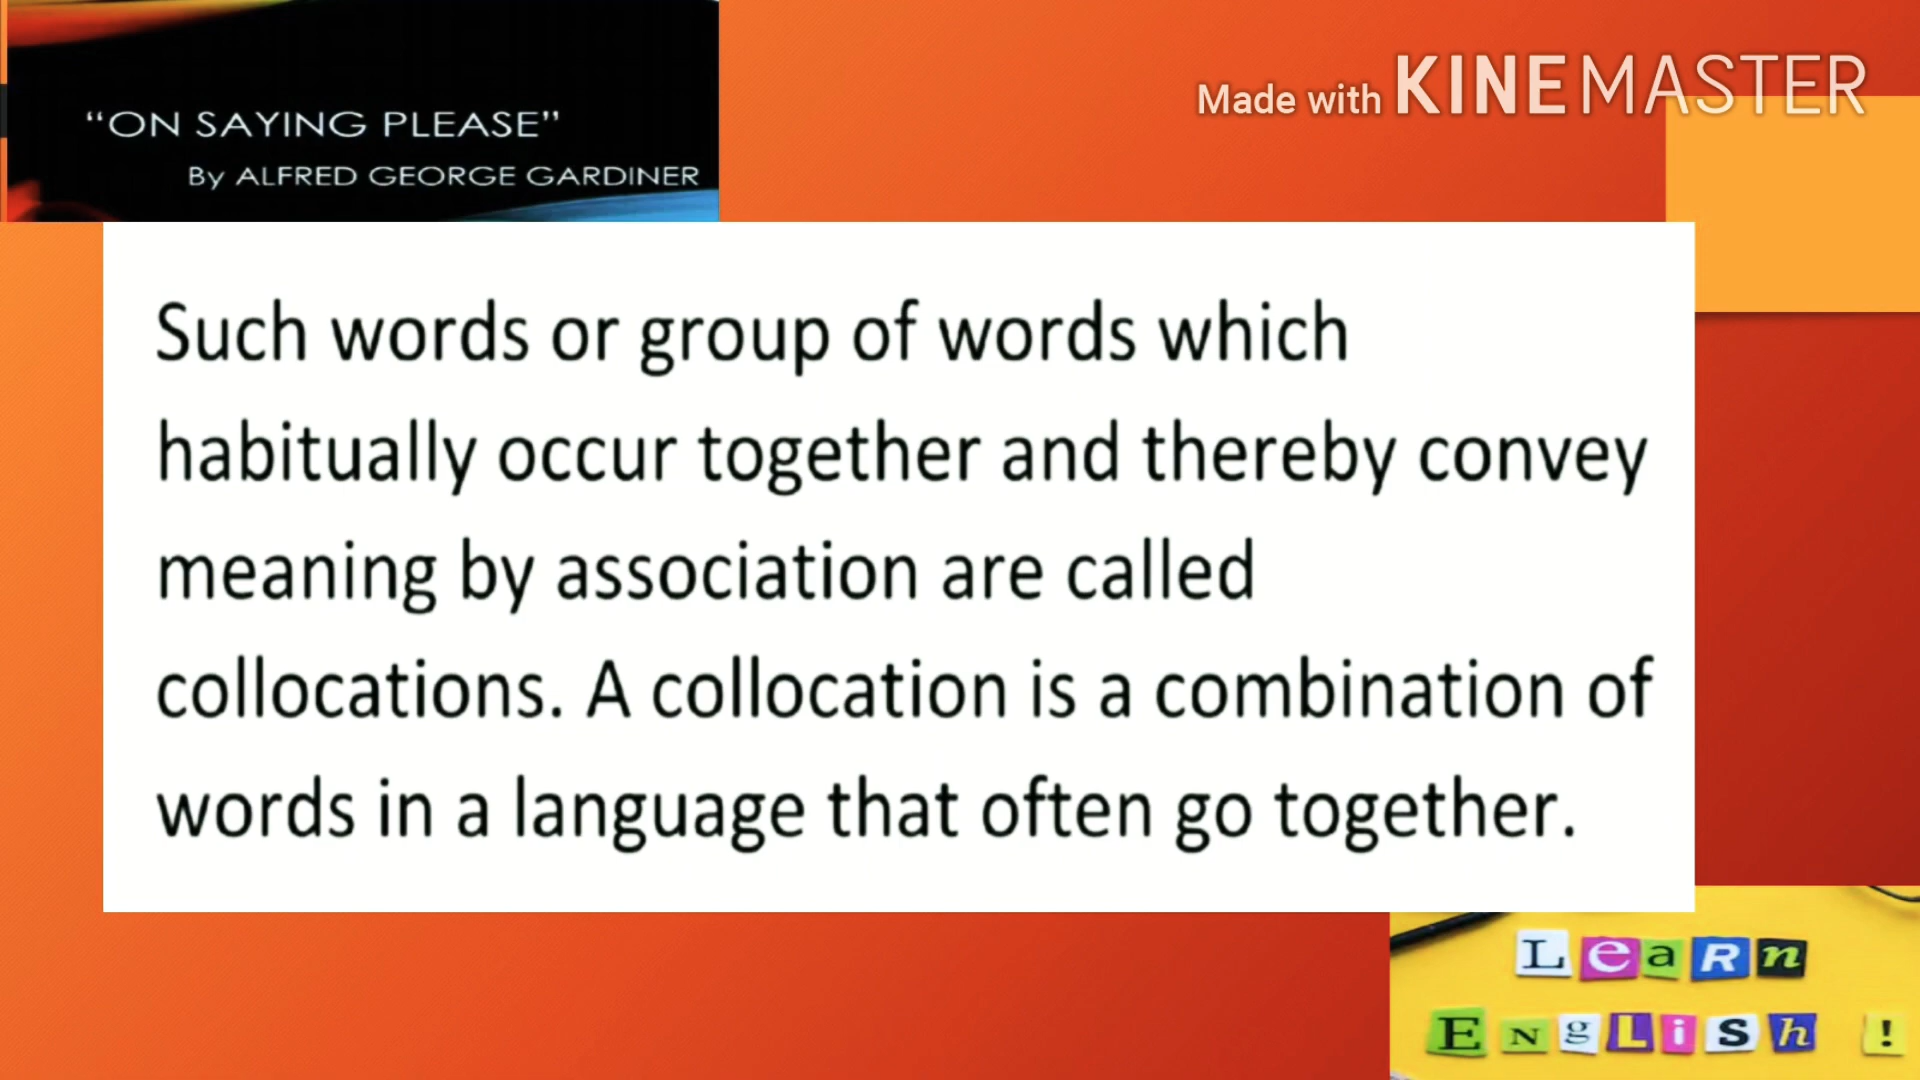 “ON SAYING PLEASE”
By ALFRED GEORGE GARDINER
Made with KINEMASTER
Such words or group of words which
habitually occur together and thereby convey
meaning by association are called
collocations. A collocation is a combination of
words in a language that often go together.
LeaRn
ENgLiSh !